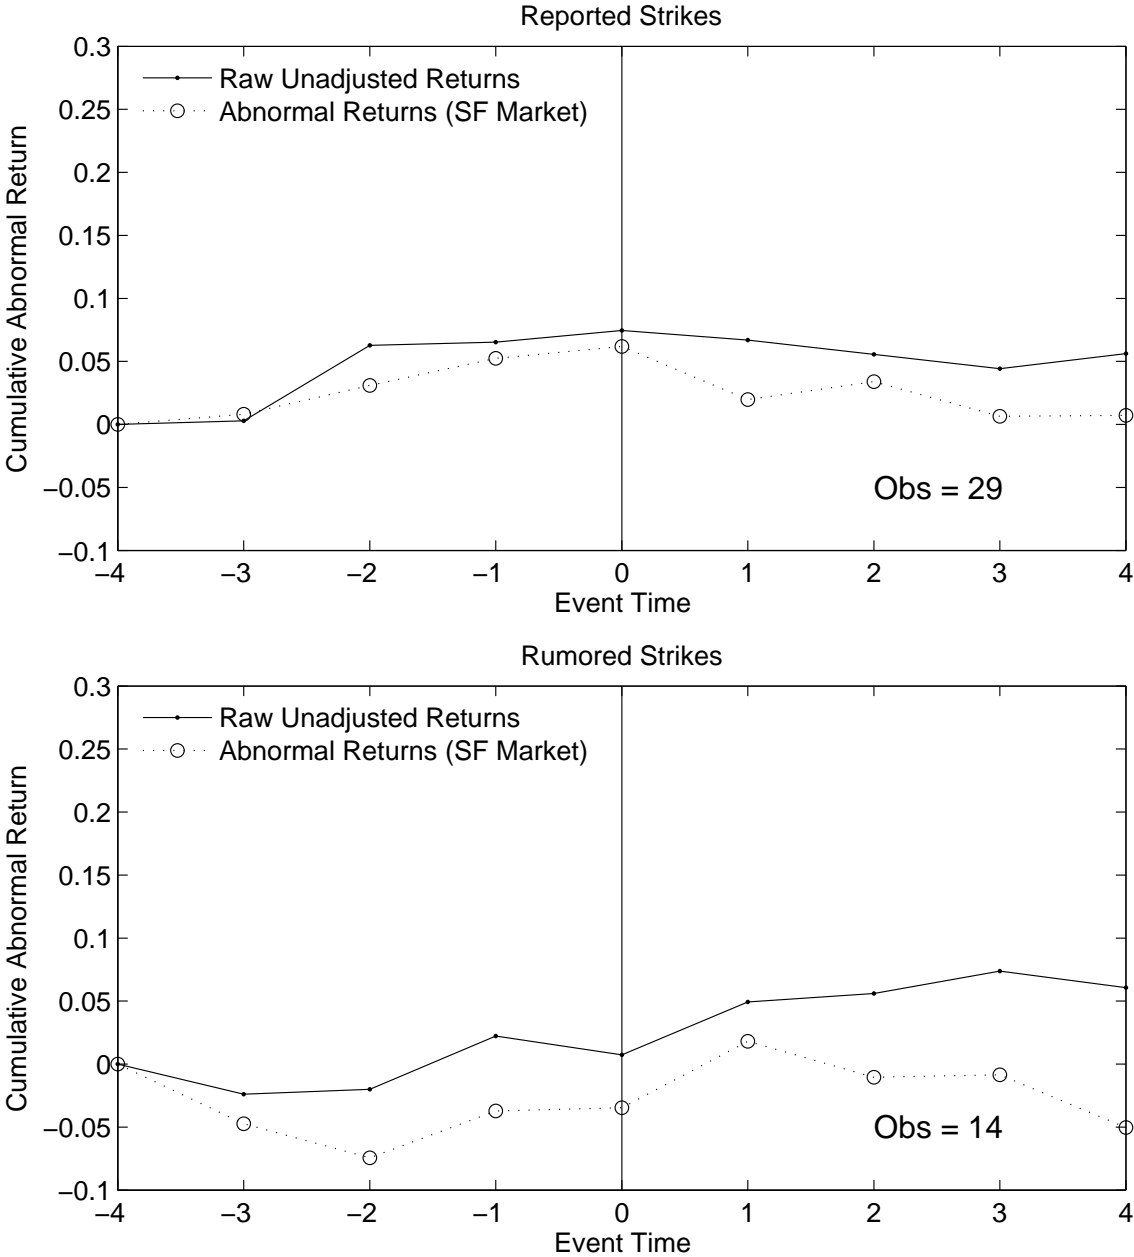 Reported Strikes
0.3
0.25
0.2
0.15
0.1
0.05
0
−0.05
−0.1
Cumulative Abnormal Return
Raw Unadjusted Returns
Abnormal Returns (SF Market)
Obs = 29
−4 −3 −2 −1 0 1 2 3 4
Event Time
Rumored Strikes
0.3
0.25
0.2
0.15
0.1
0.05
0
−0.05
−0.1
Cumulative Abnormal Return
Raw Unadjusted Returns
Abnormal Returns (SF Market)
Obs = 14
−4 −3 −2 −1 0 1 2 3 4
Event Time